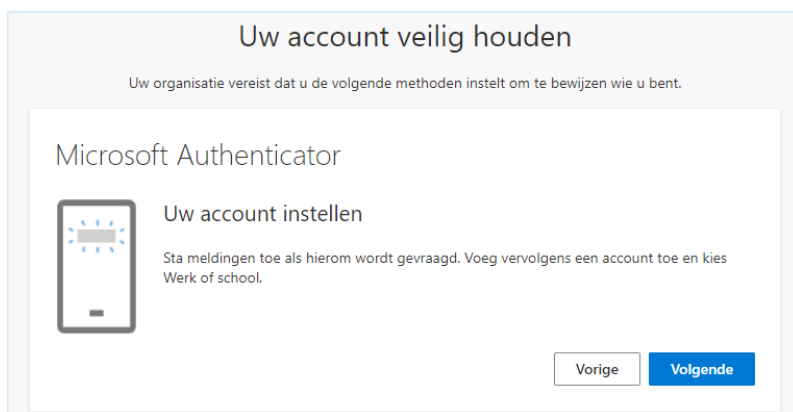 Uw account veilig houden
Uw organisatie vereist dat u de volgende methoden instelt om te bewijzen wie u bent.
Microsoft Authenticator
Uw account instellen
Sta meldingen toe als hierom wordt gevraagd. Voeg vervolgens een account toe en kies
Werk of school.
Vorige
Volgende